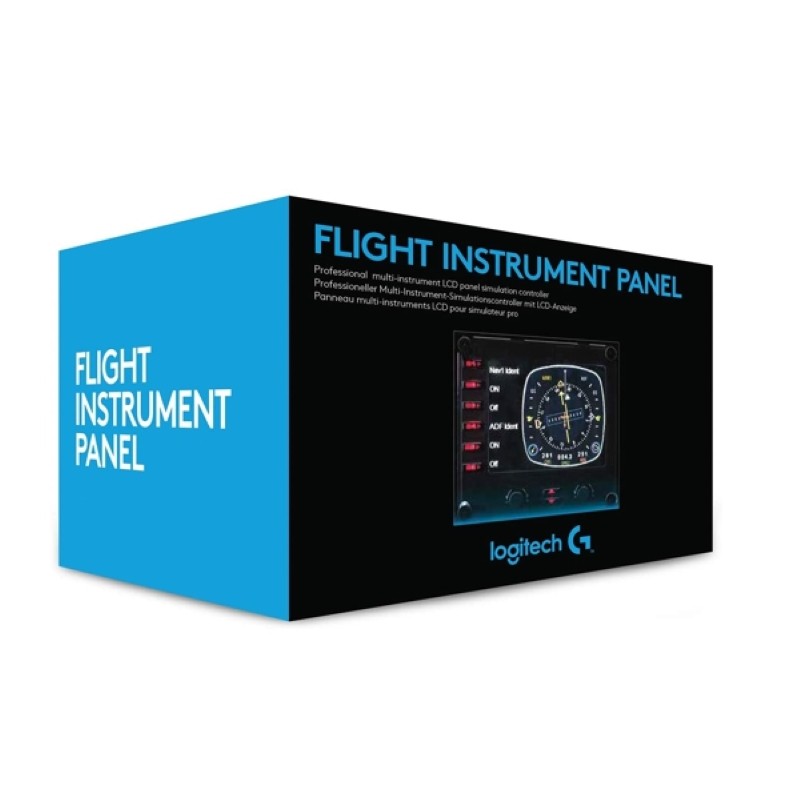 FLIGHT
INSTRUMENT
PANEL
FLIGHT INSTRUMENT PANEL
Professional multi-instrument LCD panel simulation controller
Professioneller Multi-Instrument-Simulationscontroller mit LCD-Anzeige
Panneau multi-instruments LCD pour simulateur pro
Nav1 Ident
ON
Off
ADF Ident
ON
Off
logitech G